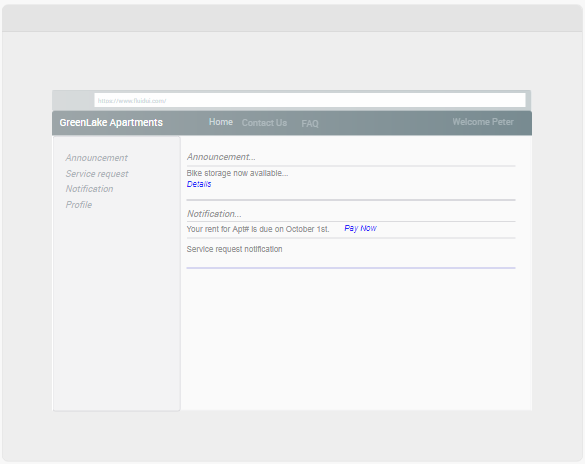 https://www.fluidui.com/
GreenLake Apartments Home Contact Us FAQ Welcome Peter
Announcement
Service request
Notification
Profile
Announcement...
Bike storage now available...
Details
Notification...
Your rent for Apt# is due on October 1st. Pay Now
Service request notification